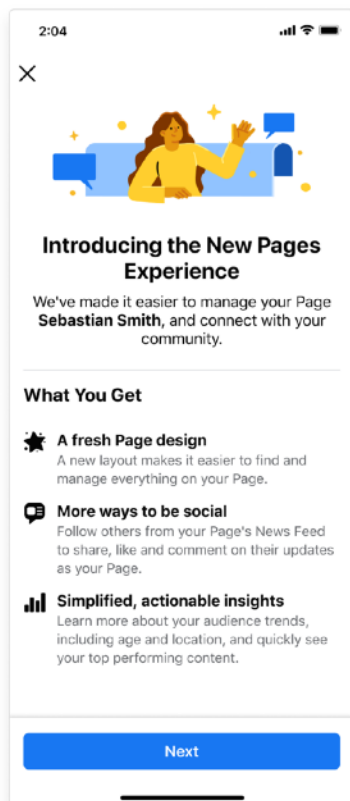 2:04
Introducing the New Pages
Experience
We've made it easier to manage your Page
Sebastian Smith, and connect with your
community.
What You Get
A fresh Page design
A new layout makes it easier to find and
manage everything on your Page.
More ways to be social
Follow others from your Page's News Feed
to share, like and comment on their updates
as your Page.
Simplified, actionable insights
Learn more about your audience trends,
including age and location, and quickly see
your top performing content.
Next